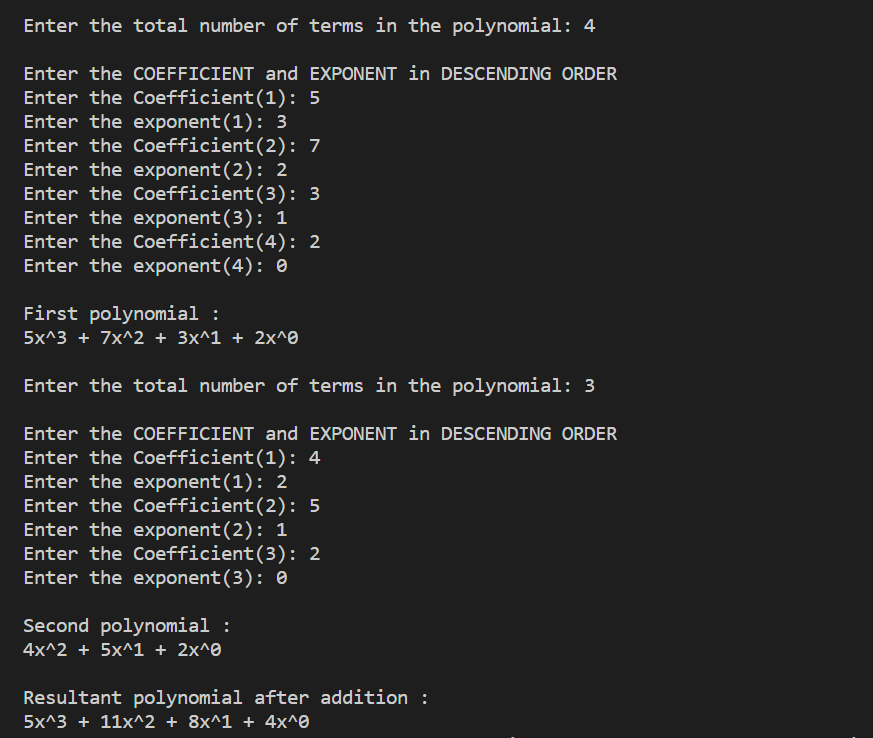 Enter the total number of terms in the polynomial: 4
Enter the COEFFICIENT and EXPONENT in DESCENDING ORDER
Enter the Coefficient(1): 5
Enter the exponent(1): 3
Enter the Coefficient(2): 7
Enter the exponent(2): 2
Enter the Coefficient(3): 3
Enter the exponent(3): 1
Enter the Coefficient(4): 2
Enter the exponent(4): 0
First polynomial :
5x^3 + 7x^2 + 3x^1 + 2x^0
Enter the total number of terms in the polynomial: 3
Enter the COEFFICIENT and EXPONENT in DESCENDING ORDER
Enter the Coefficient(1): 4
Enter the exponent(1): 2
Enter the Coefficient(2): 5
Enter the exponent(2): 1
Enter the Coefficient(3): 2
Enter the exponent(3): 0
Second polynomial :
4x^2 + 5x^1 + 2x^0
Resultant polynomial after addition :
5x^3 + 11x^2 + 8x^1 + 4x^0